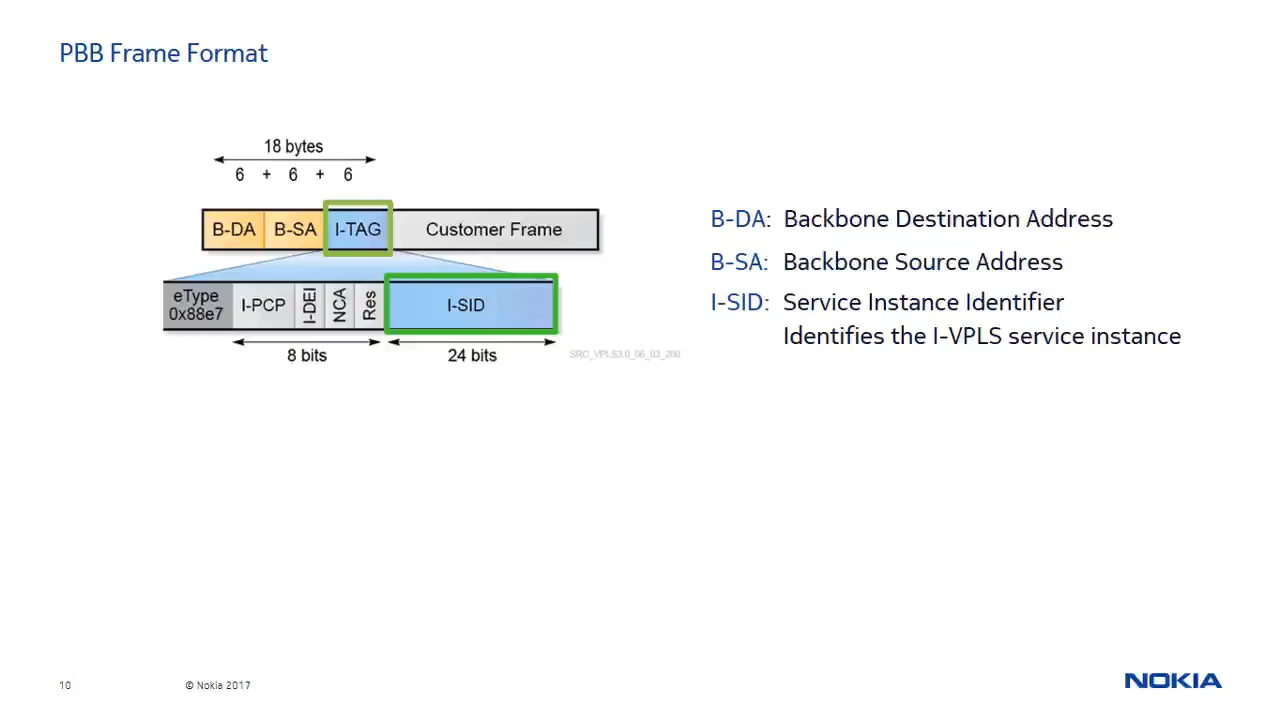 PBB Frame Format
18 bytes
6 + 6 + 6
B-DA B-SA I-TAG Customer Frame
eType 0x88e7 I-PCP I-DEI NCA Res I-SID
8 bits 24 bits
SRC_VPLS3.0_06_03_260
B-DA: Backbone Destination Address
B-SA: Backbone Source Address
I-SID: Service Instance Identifier
Identifies the I-VPLS service instance
10 © Nokia 2017
NOKIA